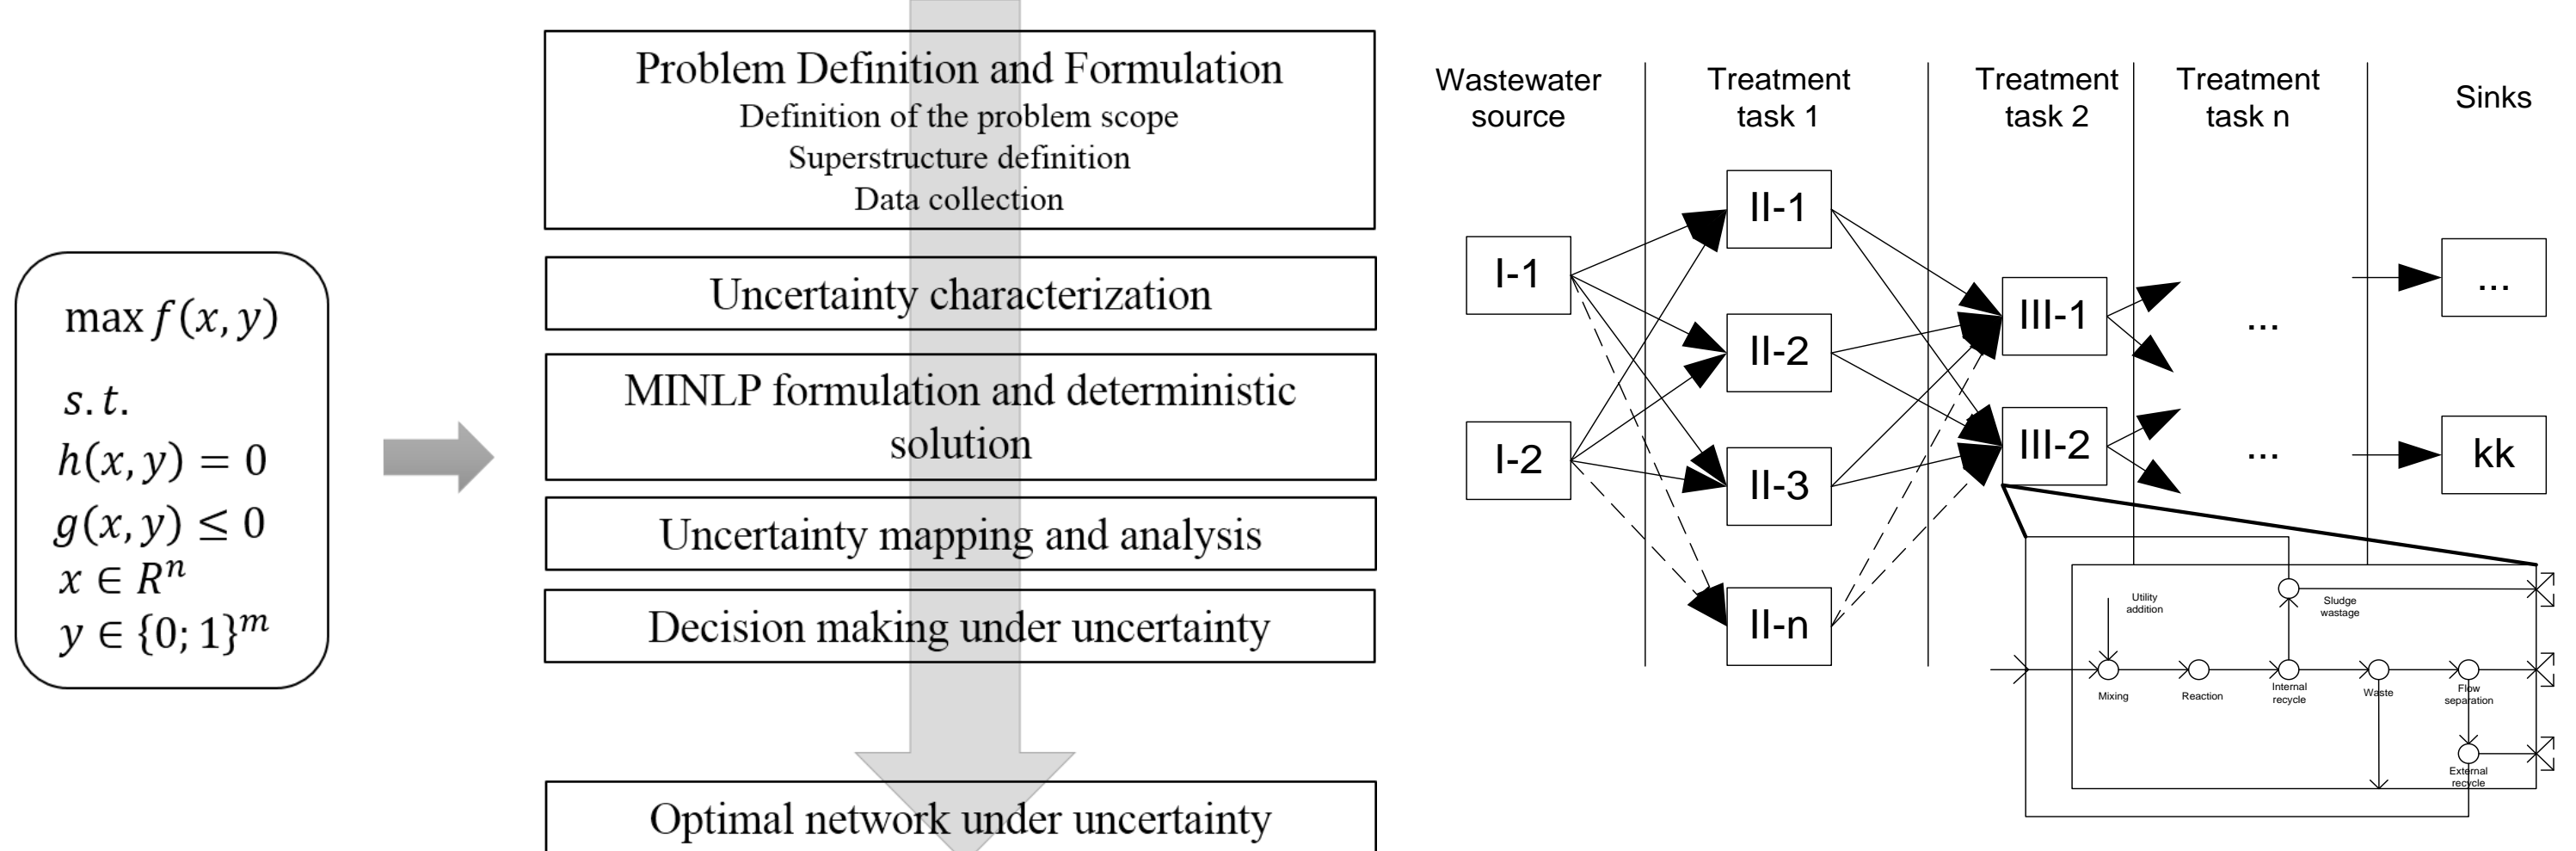 max f(x, y)
s.t.
h(x, y) = 0
g(x, y) ≤ 0
x ∈ Rⁿ
y ∈ {0; 1}ᵐ
Problem Definition and Formulation
Definition of the problem scope
Superstructure definition
Data collection
Uncertainty characterization
MINLP formulation and deterministic
solution
Uncertainty mapping and analysis
Decision making under uncertainty
Optimal network under uncertainty
Wastewater
source
Treatment
task 1
Treatment
task 2
Treatment
task n
Sinks
I-1
I-2
II-1
II-2
II-3
II-n
III-1
III-2
...
...
...
kk
Utility
addition
Sludge
wastage
Mixing
Reaction
Internal
recycle
Waste
Flow
separation
External
recycle